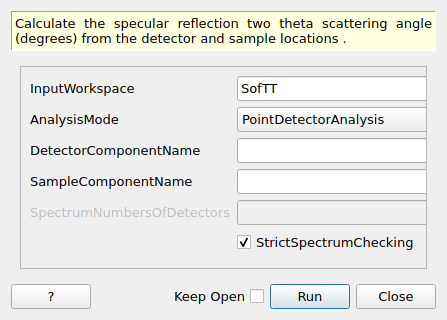 Calculate the specular reflection two theta scattering angle
(degrees) from the detector and sample locations .
InputWorkspace SofTT
AnalysisMode PointDetectorAnalysis
DetectorComponentName
SampleComponentName
SpectrumNumbersOfDetectors
StrictSpectrumChecking
? Keep Open Run Close